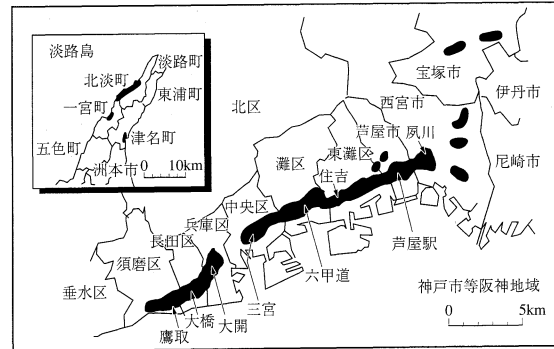 淡路島
淡路町
北淡町
東浦町
一宮町
津名町
五色町
洲本市
0 10km
宝塚市
伊丹市
西宮市
北区
芦屋市
夙川
東灘区
灘区
住吉
尼崎市
中央区
兵庫区
長田区
芦屋駅
須磨区
六甲道
垂水区
三宮
大開
大橋
鷹取
神戸市等阪神地域
0 5km